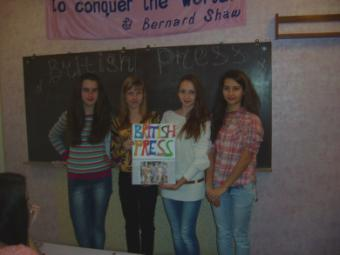 to conquer the world
© Bernard Shaw
British Press
BRITISH
PRESS